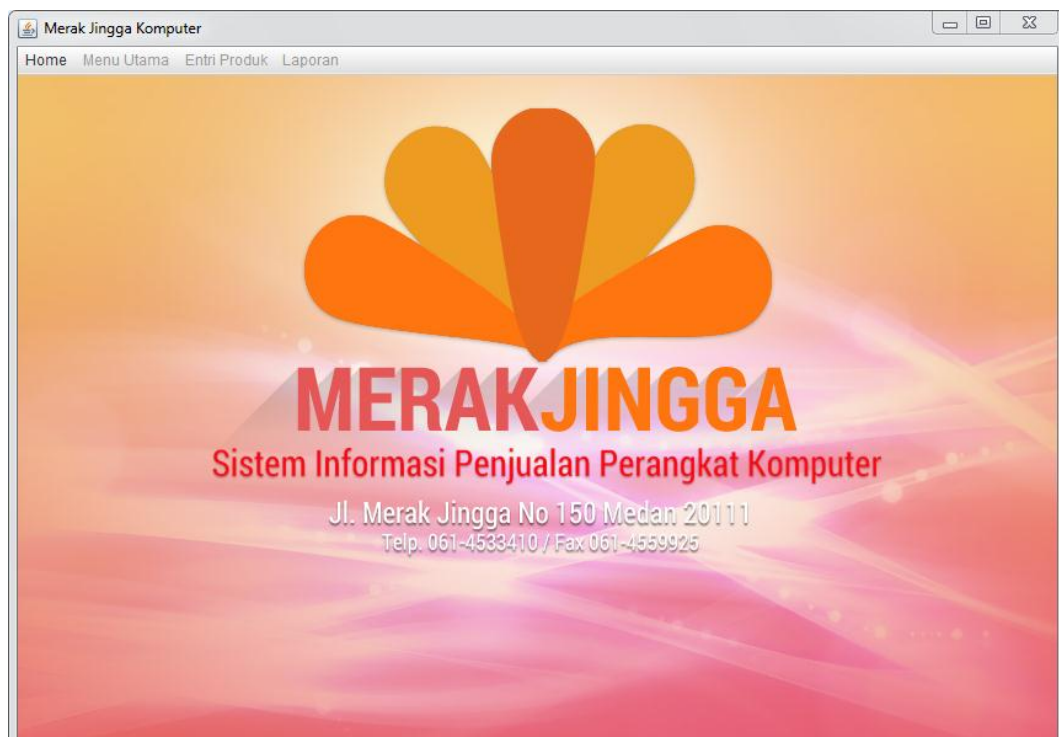 Merak Jingga Komputer
Home Menu Utama Entri Produk Laporan
MERAKJINGGA
Sistem Informasi Penjualan Perangkat Komputer
Jl. Merak Jingga No 150 Medan 20111
Telp. 061-4533410 / Fax 061-4559925